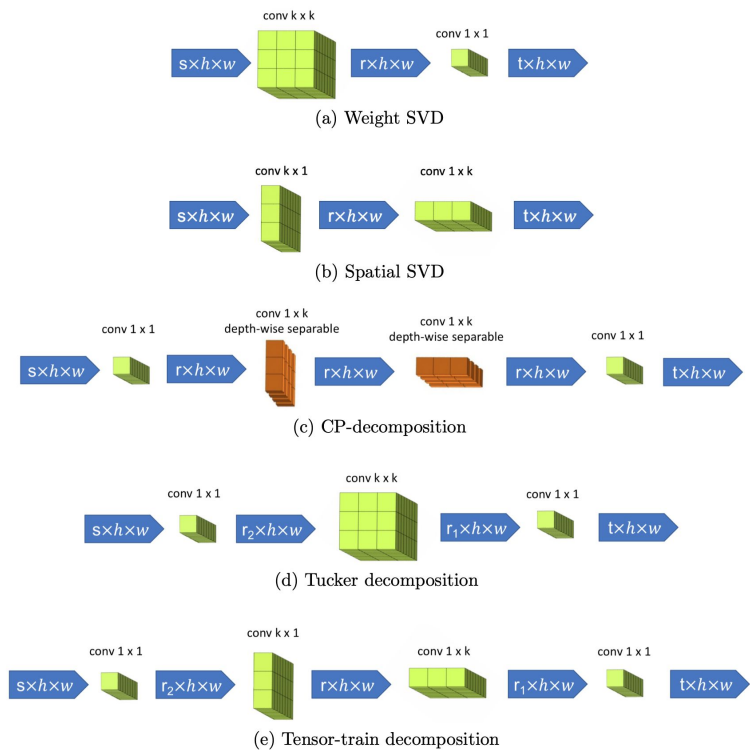 conv k x k
conv 1 x 1
s×h×w
r×h×w
t×h×w
(a) Weight SVD
conv k x 1
conv 1 x k
s×h×w
r×h×w
t×h×w
(b) Spatial SVD
conv 1 x 1
conv 1 x k
depth-wise separable
conv 1 x k
depth-wise separable
conv 1 x 1
s×h×w
r×h×w
r×h×w
r×h×w
t×h×w
(c) CP-decomposition
conv 1 x 1
conv k x k
conv 1 x 1
s×h×w
r₂×h×w
r₁×h×w
t×h×w
(d) Tucker decomposition
conv 1 x 1
conv k x 1
conv 1 x k
conv 1 x 1
s×h×w
r₂×h×w
r×h×w
r₁×h×w
t×h×w
(e) Tensor-train decomposition